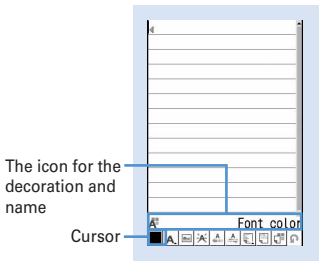 The icon for the
decoration and
name
Font color
Cursor